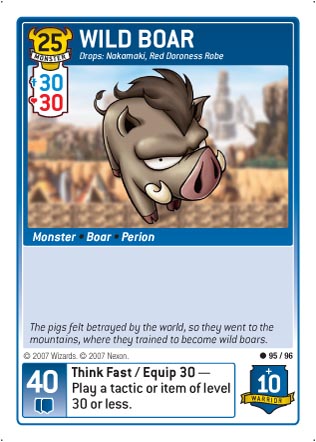 25
MONSTER
WILD BOAR
Drops: Nakamaki, Red Doroness Robe
30
30
Monster • Boar • Perion
The pigs felt betrayed by the world, so they went to the
mountains, where they trained to become wild boars.
© 2007 Wizards. © 2007 Nexon.
● 95 / 96
40
Think Fast / Equip 30 —
Play a tactic or item of level
30 or less.
+
10
WARRIOR